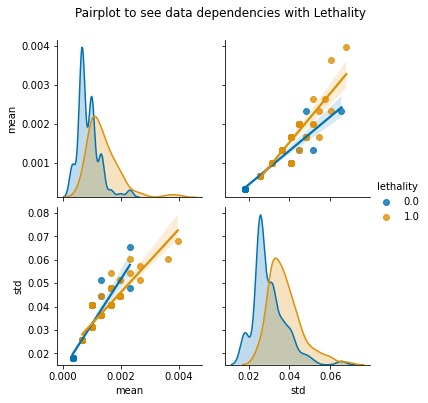 Pairplot to see data dependencies with Lethality
0.004
0.003
0.002
0.001
mean
lethality
0.0
1.0
0.08
0.07
0.06
0.05
0.04
0.03
0.02
std
0.000 0.002 0.004
mean
0.02 0.04 0.06
std